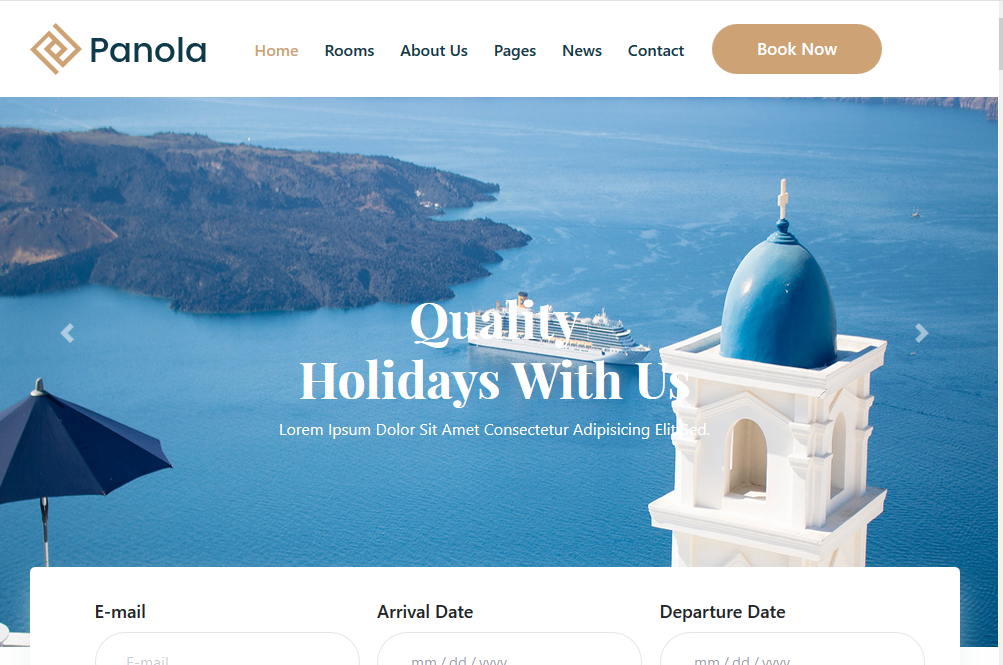 Panola
Home Rooms About Us Pages News Contact Book Now
Quality
Holidays With Us
Lorem Ipsum Dolor Sit Amet Consectetur Adipisicing Elit Sed.
E-mail Arrival Date Departure Date
E-mail mm / dd / yyyy mm / dd / yyyy